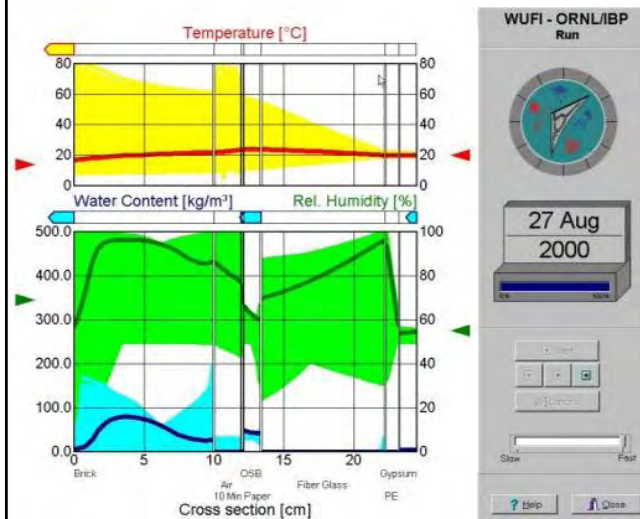 Temperature [°C]
80 80
60 60
40 40
20 20
0 0
Water Content [kg/m³] Rel. Humidity [%]
500.0 100
400.0 80
300.0 60
200.0 40
100.0 20
0.0 0
0 5 10 15 20
Brick OSB Gypsum
Air Fiber Glass
10 Min Paper PE
Cross section [cm]
WUFI - ORNL/IBP
Run
27 Aug
2000
0% 100%
Slow Fast
? Help Close